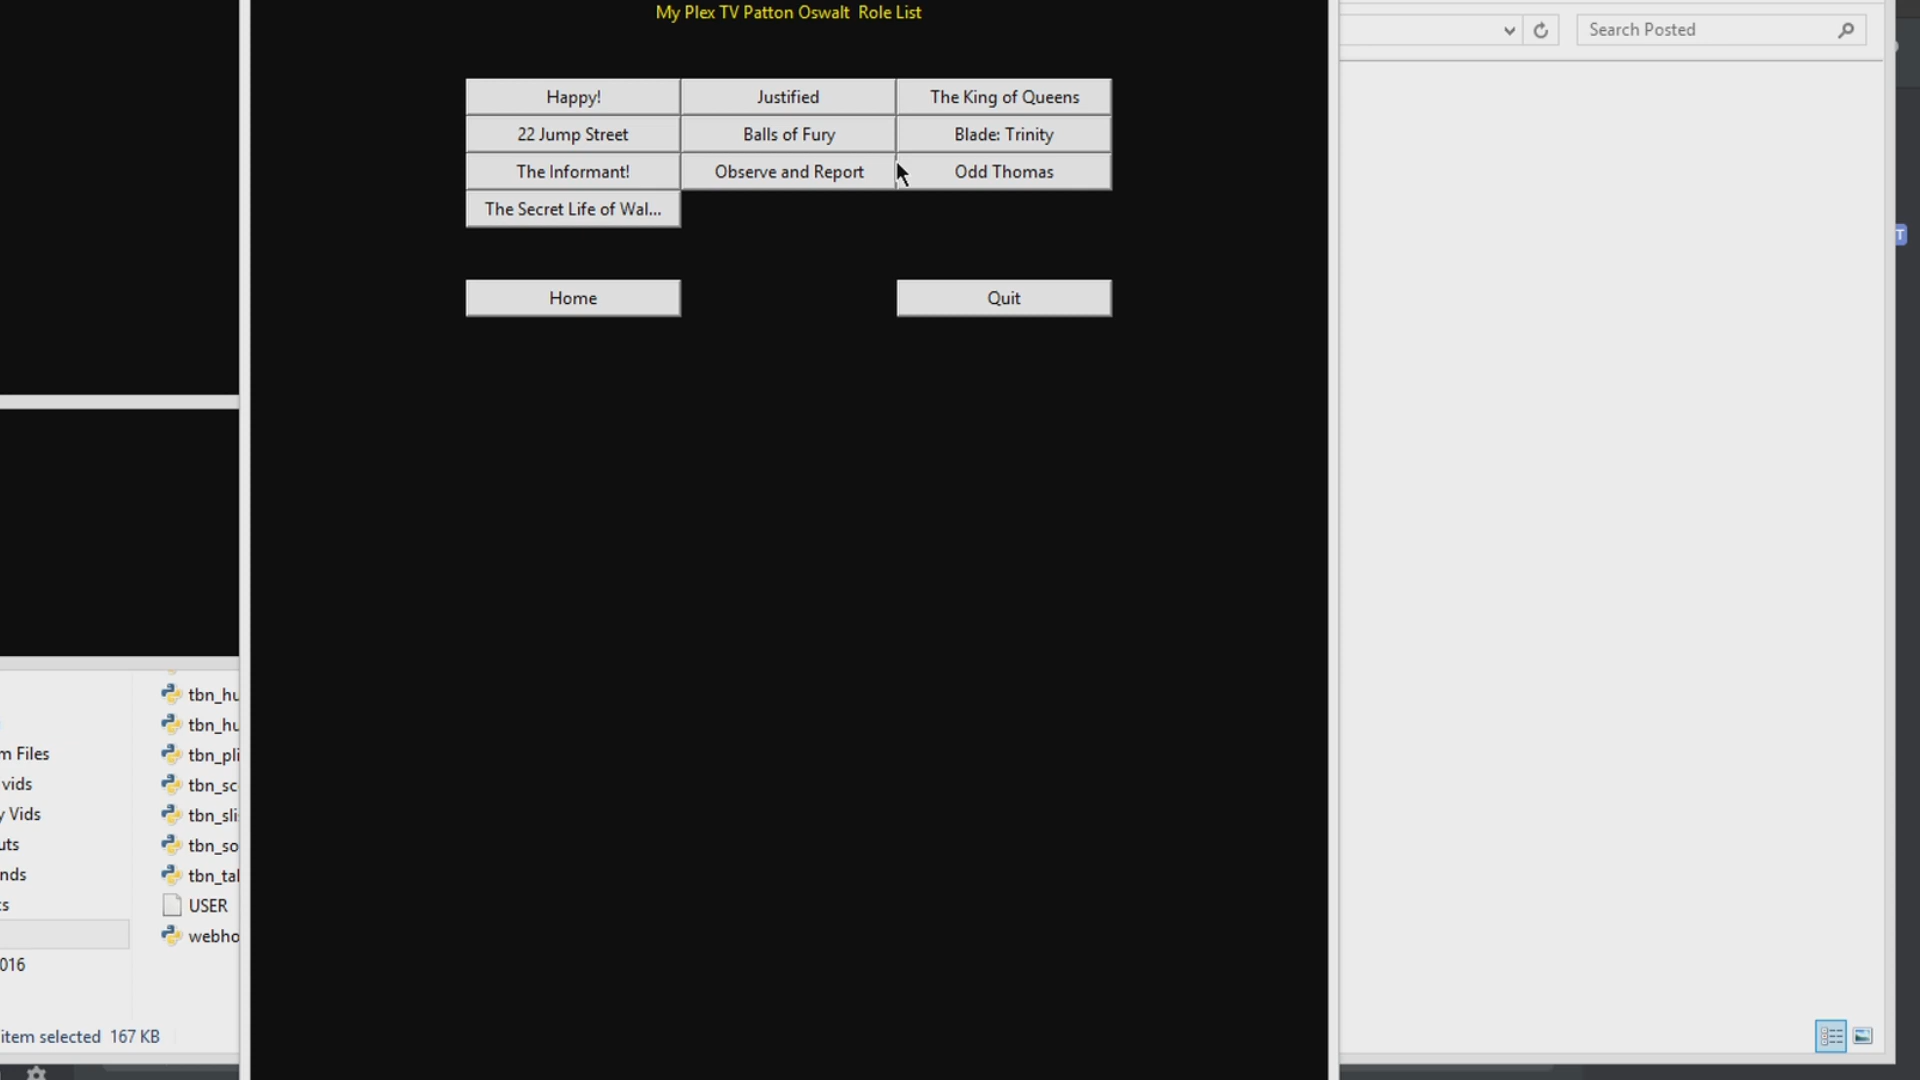 My Plex TV Patton Oswalt Role List
Search Posted
Happy!
Justified
The King of Queens
22 Jump Street
Balls of Fury
Blade: Trinity
The Informant!
Observe and Report
Odd Thomas
The Secret Life of Wal...
Home
Quit
T
tbn_hu
tbn_hu
m Files
tbn_pli
vids
tbn_sc
y Vids
tbn_sli
uts
tbn_so
nds
tbn_tal
ts
USER
webho
016
item selected 167 KB